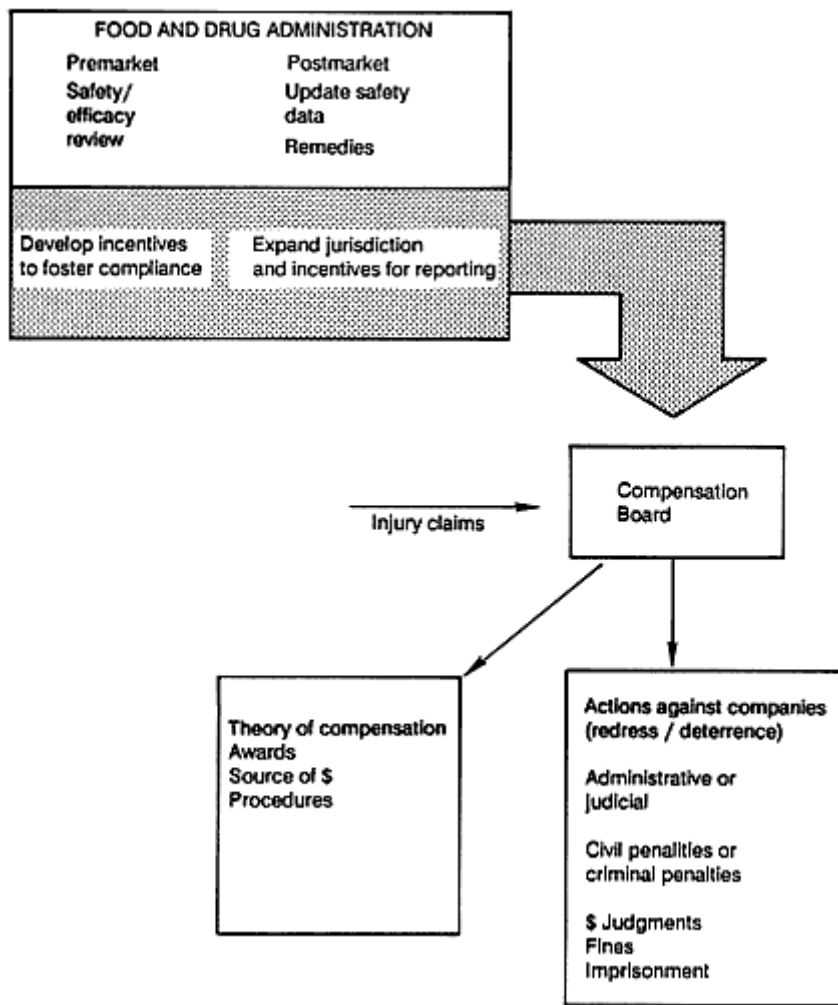 FOOD AND DRUG ADMINISTRATION
Premarket
Safety/
efficacy
review
Postmarket
Update safety
data
Remedies
Develop incentives
to foster compliance
Expand jurisdiction
and incentives for reporting
Compensation
Board
Injury claims
Theory of compensation
Awards
Source of $
Procedures
Actions against companies
(redress / deterrence)
Administrative or
judicial
Civil penalities or
criminal penalties
$ Judgments
Fines
Imprisonment